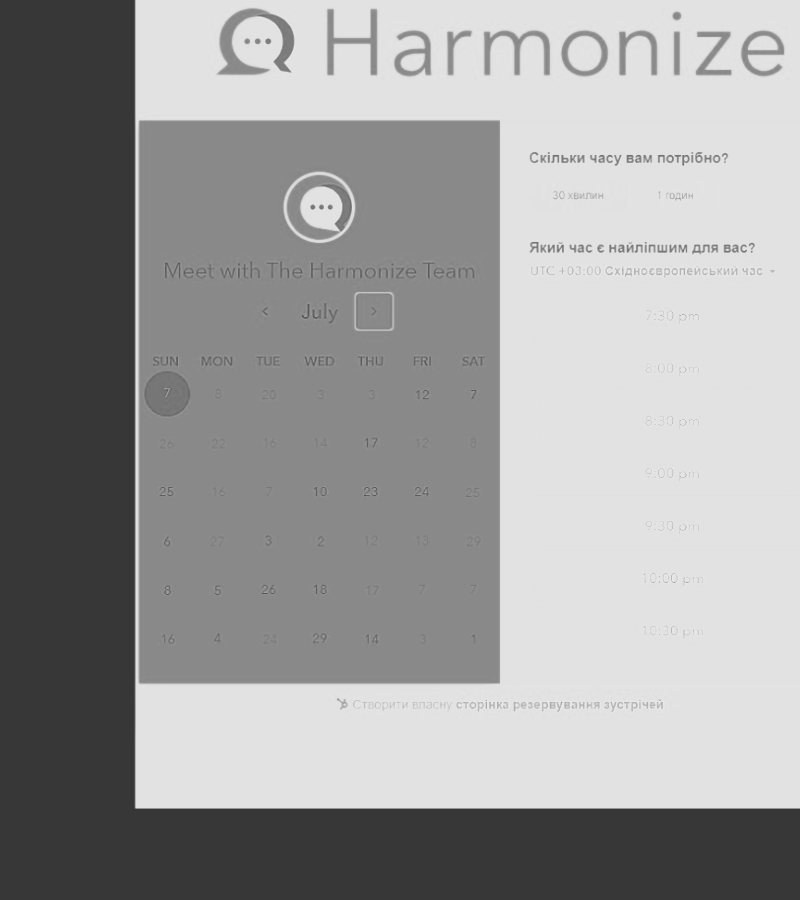 Harmonize
Meet with The Harmonize Team
July
SUN MON TUE WED THU FRI SAT
7 8 20 3 3 12 7
26 22 16 14 17 12 8
25 16 7 10 23 24 25
6 27 3 2 12 13 29
8 5 26 18 17 7 7
16 4 24 29 14 3 1
Скільки часу вам потрібно?
30 хвилин 1 годин
Який час є найліпшим для вас?
UTC +03:00 Східноєвропейський час
7:30 pm
8:00 pm
8:30 pm
9:00 pm
9:30 pm
10:00 pm
10:30 pm
Створити власну сторінка резервування зустрічей